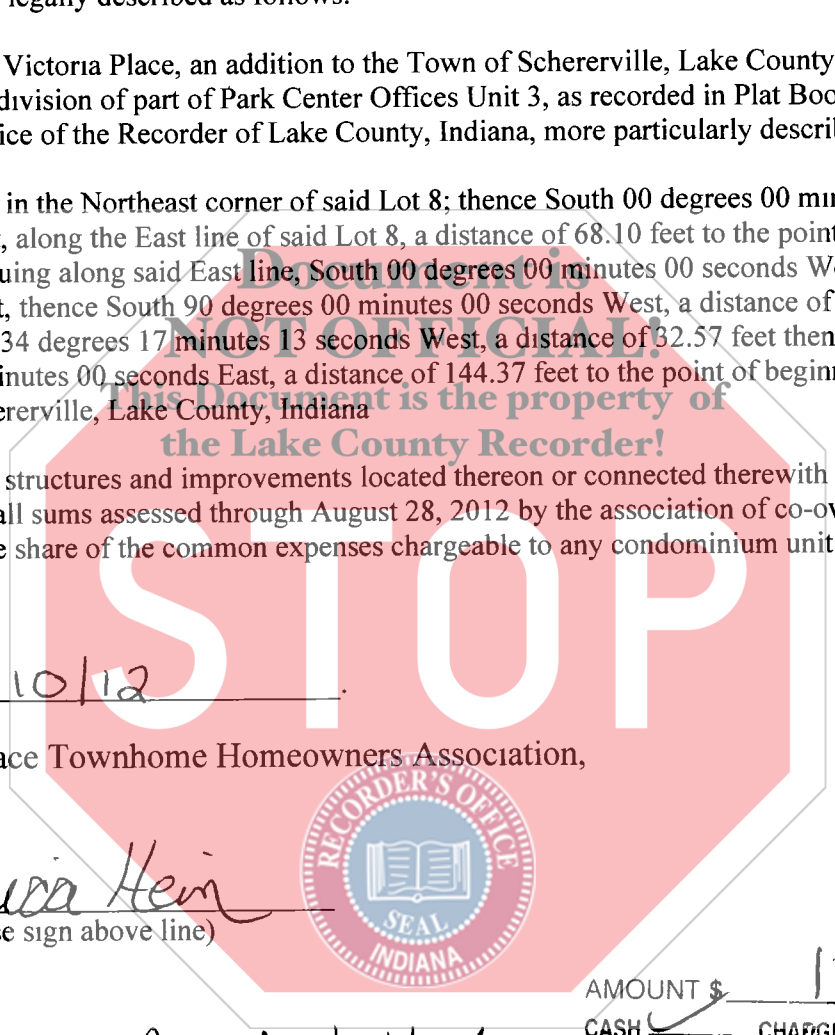 legally described as follows:
Victoria Place, an addition to the Town of Schererville, Lake County
division of part of Park Center Offices Unit 3, as recorded in Plat Boo
ice of the Recorder of Lake County, Indiana, more particularly descri
in the Northeast corner of said Lot 8; thence South 00 degrees 00 min
, along the East line of said Lot 8, a distance of 68.10 feet to the point
uing along said East line, South 00 degrees 00 minutes 00 seconds W
t, thence South 90 degrees 00 minutes 00 seconds West, a distance of
34 degrees 17 minutes 13 seconds West, a distance of 32.57 feet then
inutes 00 seconds East, a distance of 144.37 feet to the point of begin
ererville, Lake County, Indiana
Document is
NOT OFFICIAL!
This Document is the property of
the Lake County Recorder!
structures and improvements located thereon or connected therewith
all sums assessed through August 28, 2012 by the association of co-ow
e share of the common expenses chargeable to any condominium unit
STOP
10/12
ace Townhome Homeowners Association,
RECORDER'S OFFICE
SEAL
INDIANA
Hein
e sign above line)
AMOUNT $
CASH CHARG